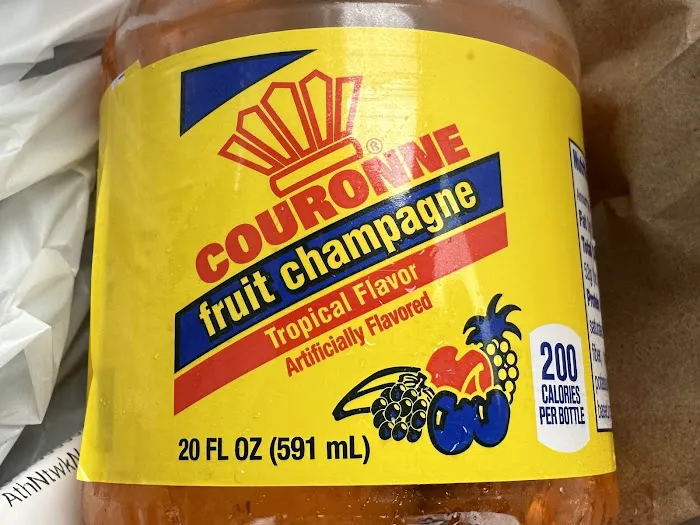 COURONNE®
fruit champagne
Tropical Flavor
Artificially Flavored
20 FL OZ (591 mL)
200
CALORIES
PER BOTTLE